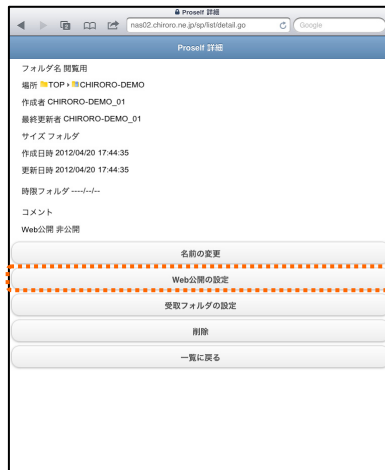 Proself 詳細
nas02.chiroro.ne.jp/sp/list/detail.go
Google
Proself 詳細
フォルダ名 閲覧用
場所 TOP › CHIRORO-DEMO
作成者 CHIRORO-DEMO_01
最終更新者 CHIRORO-DEMO_01
サイズ フォルダ
作成日時 2012/04/20 17:44:35
更新日時 2012/04/20 17:44:35
時限フォルダ ----/--/--
コメント
Web公開 非公開
名前の変更
Web公開の設定
受取フォルダの設定
削除
一覧に戻る